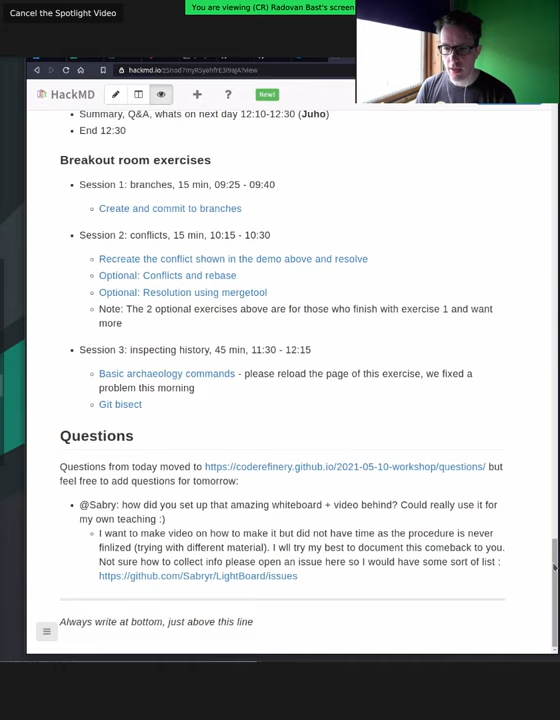 Cancel the Spotlight Video
You are viewing (CR) Radovan Bast's screen
HackMD
New!
Summary, Q&A, whats on next day 12:10-12:30 (Juho)
End 12:30
Breakout room exercises
Session 1: branches, 15 min, 09:25 - 09:40
Create and commit to branches
Session 2: conflicts, 15 min, 10:15 - 10:30
Recreate the conflict shown in the demo above and resolve
Optional: Conflicts and rebase
Optional: Resolution using mergetool
Note: The 2 optional exercises above are for those who finish with exercise 1 and want
more
Session 3: inspecting history, 45 min, 11:30 - 12:15
Basic archaeology commands - please reload the page of this exercise, we fixed a
problem this morning
Git bisect
Questions
Questions from today moved to https://coderefinery.github.io/2021-05-10-workshop/questions/ but
feel free to add questions for tomorrow:
@Sabry: how did you set up that amazing whiteboard + video behind? Could really use it for
my own teaching :)
I want to make video on how to make it but did not have time as the procedure is never
finlized (trying with different material). I wll try my best to document this comeback to you.
Not sure how to collect info please open an issue here so I would have some sort of list :
https://github.com/Sabryr/LightBoard/issues
Always write at bottom, just above this line